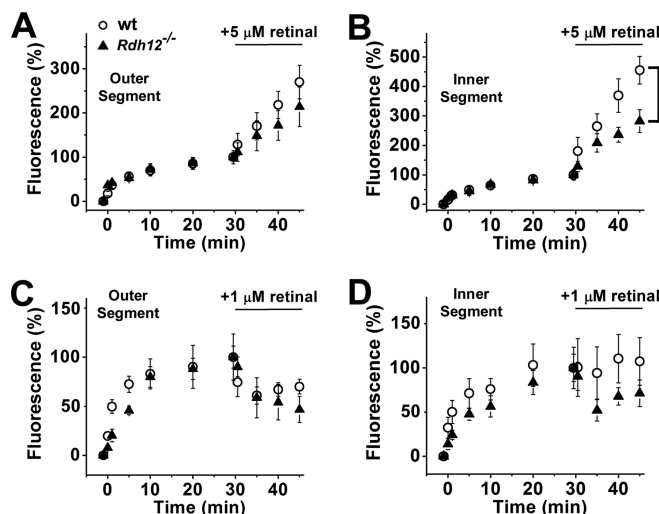 A
wt
Rdh12-/-
+5 μM retinal
Outer
Segment
Fluorescence (%)
300
200
100
0
0 10 20 30 40
Time (min)
B
+5 μM retinal
Inner
Segment
Fluorescence (%)
500
400
300
200
100
0
0 10 20 30 40
Time (min)
C
Outer
Segment
+1 μM retinal
Fluorescence (%)
100
50
0
0 10 20 30 40
Time (min)
D
Inner
Segment
+1 μM retinal
Fluorescence (%)
150
100
50
0
0 10 20 30 40
Time (min)